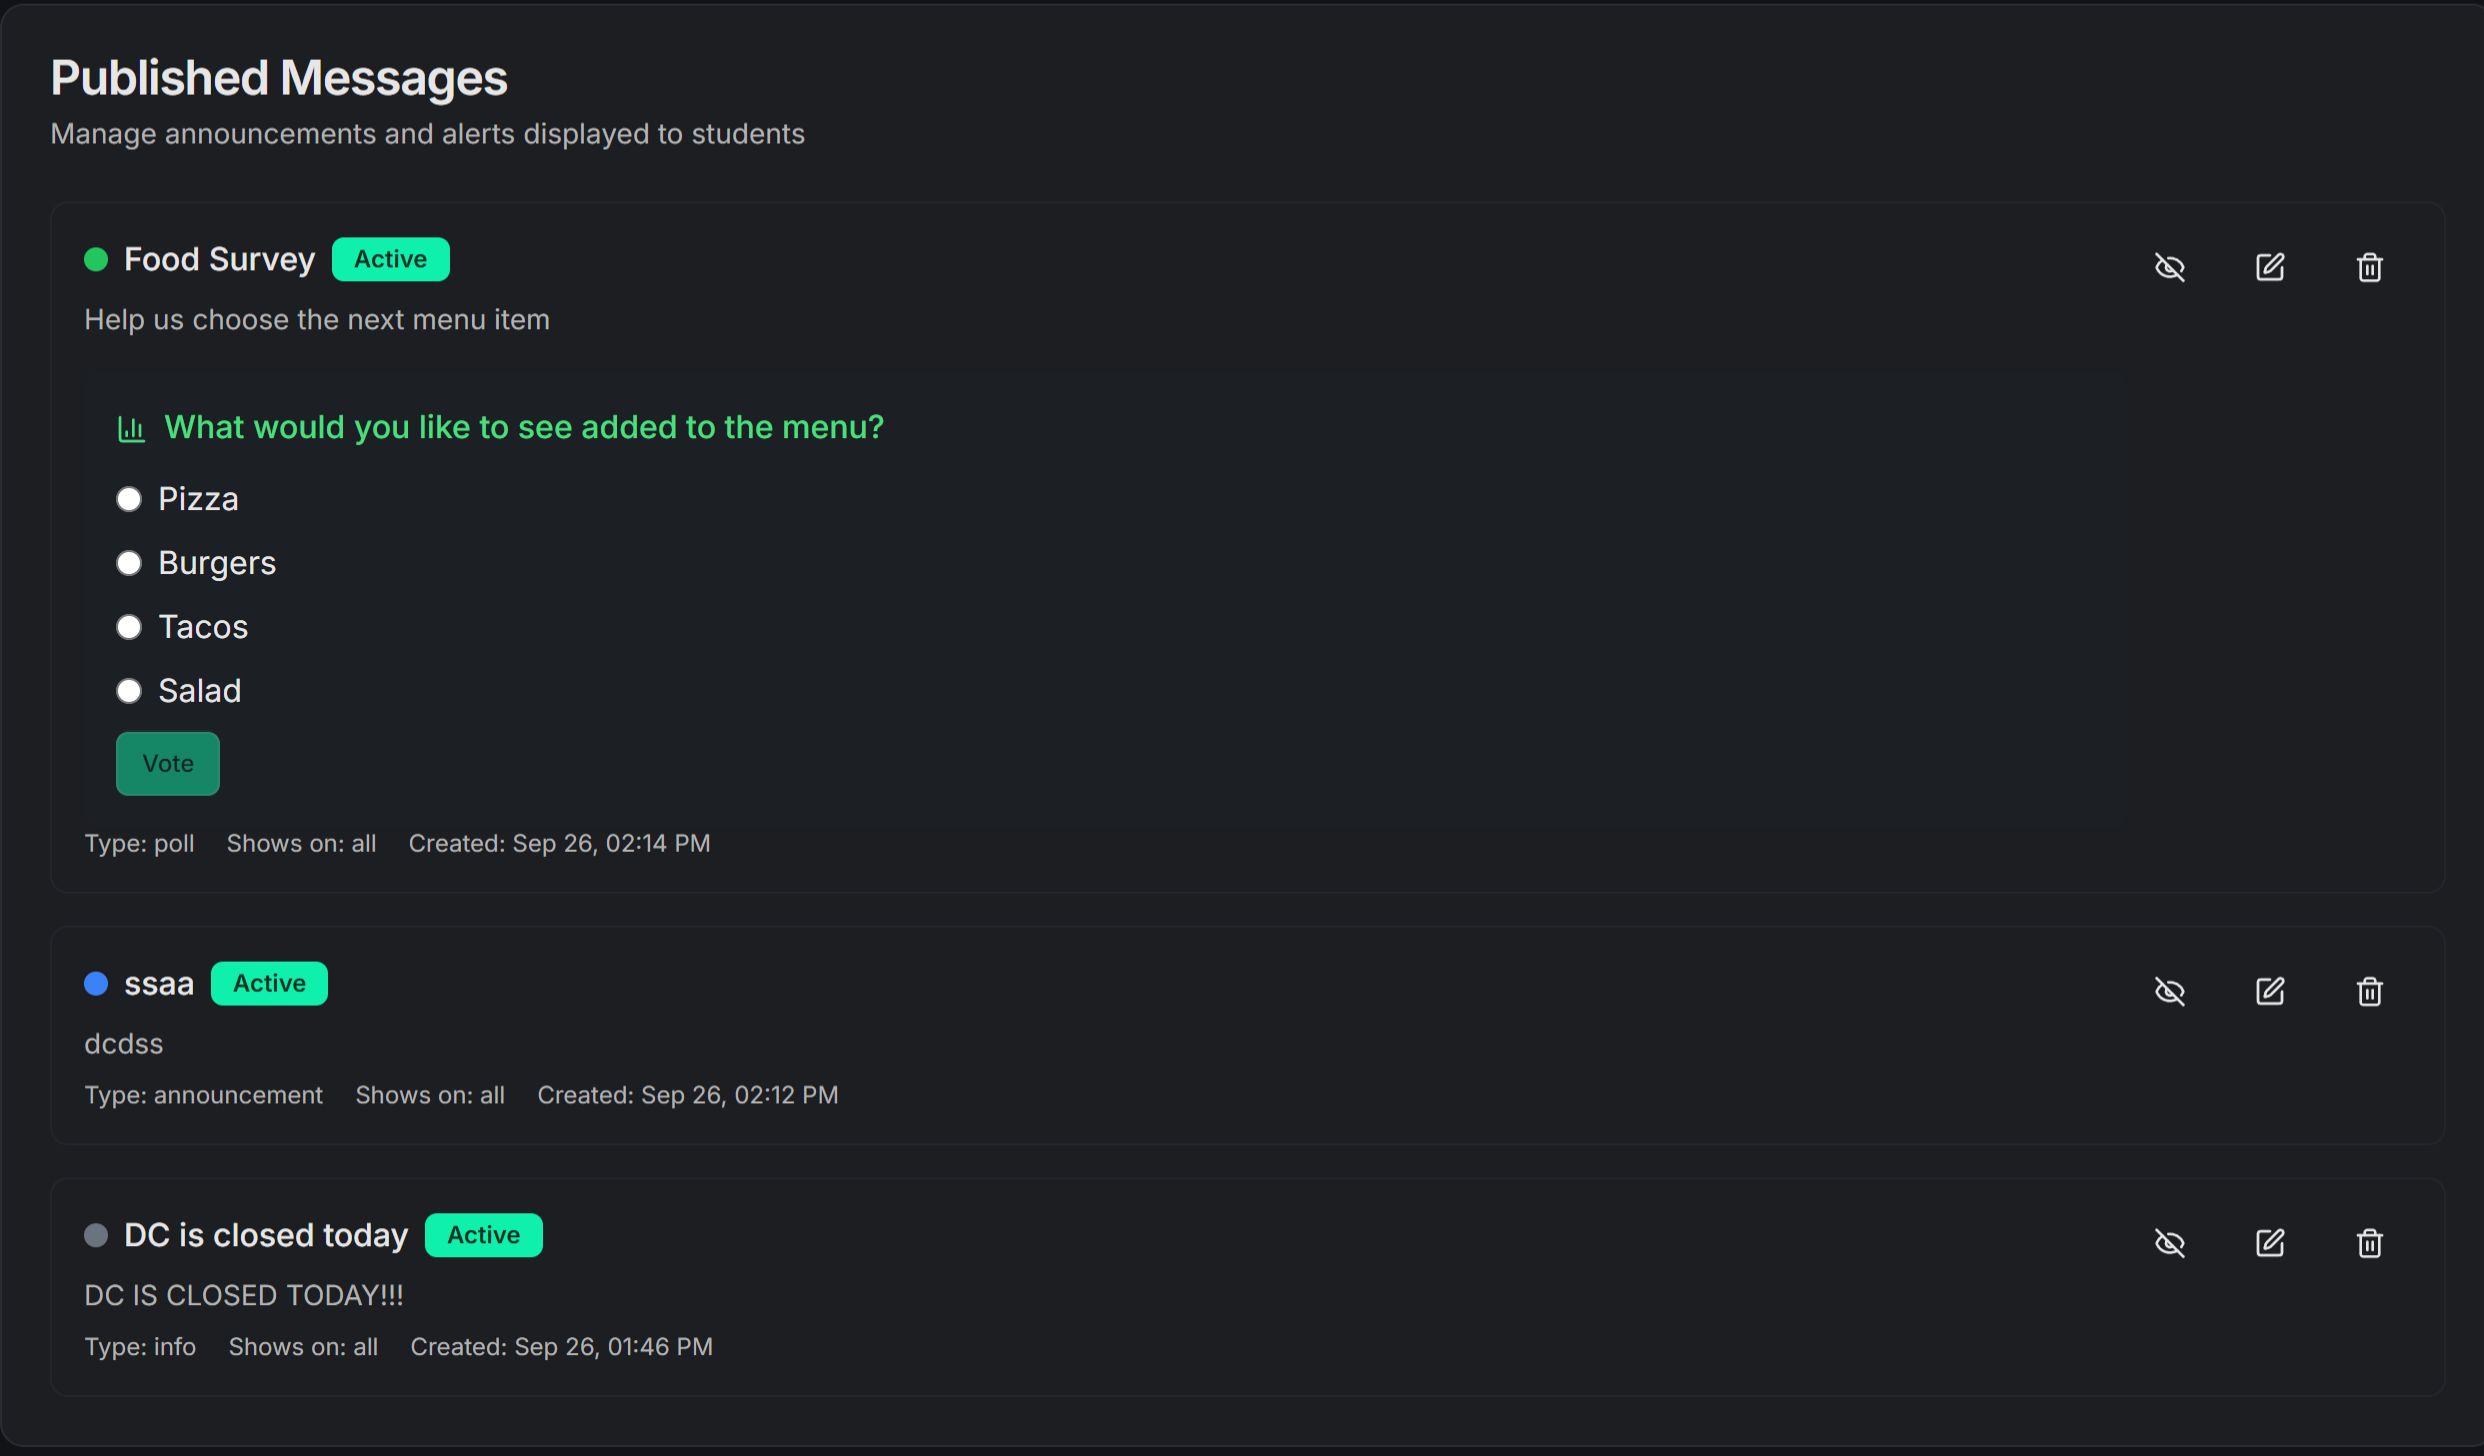 Published Messages
Manage announcements and alerts displayed to students
Food Survey Active
Help us choose the next menu item
What would you like to see added to the menu?
Pizza
Burgers
Tacos
Salad
Vote
Type: poll Shows on: all Created: Sep 26, 02:14 PM
ssaa Active
dcdss
Type: announcement Shows on: all Created: Sep 26, 02:12 PM
DC is closed today Active
DC IS CLOSED TODAY!!!
Type: info Shows on: all Created: Sep 26, 01:46 PM